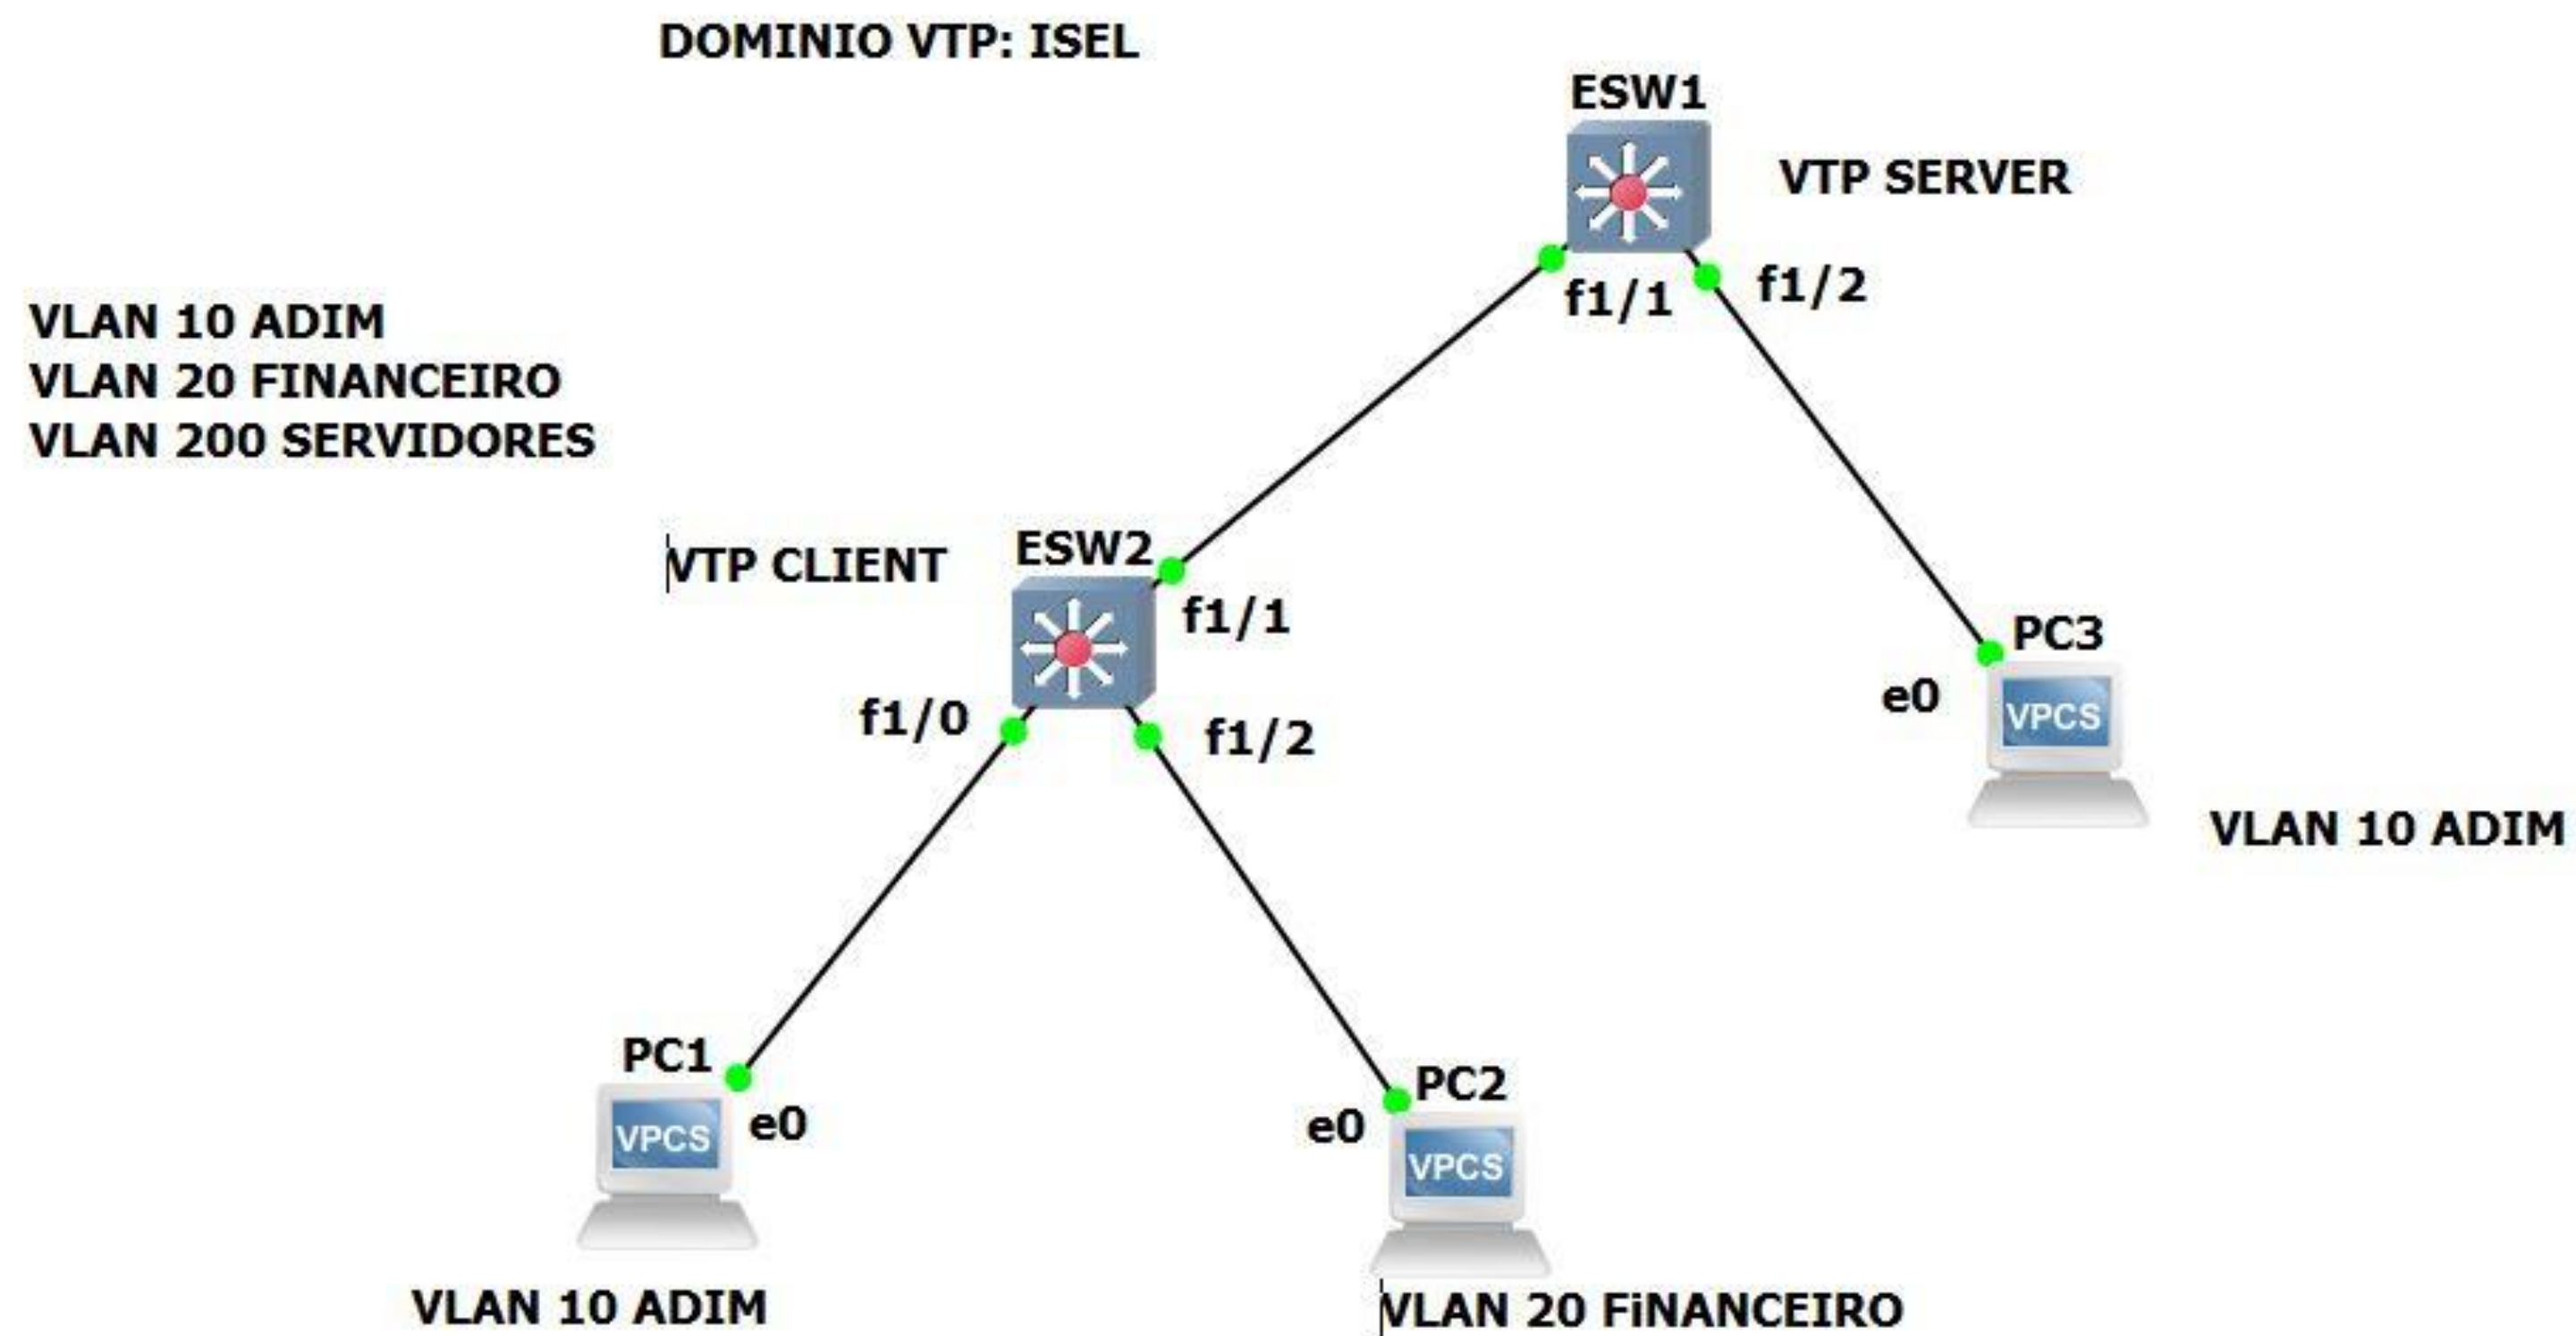 DOMINIO VTP: ISEL
ESW1
VTP SERVER
f1/1
f1/2
VLAN 10 ADIM
VLAN 20 FINANCEIRO
VLAN 200 SERVIDORES
VTP CLIENT
ESW2
f1/1
f1/0
f1/2
PC3
e0
VPCS
VLAN 10 ADIM
PC1
e0
VPCS
VLAN 10 ADIM
PC2
e0
VPCS
VLAN 20 FiNANCEIRO